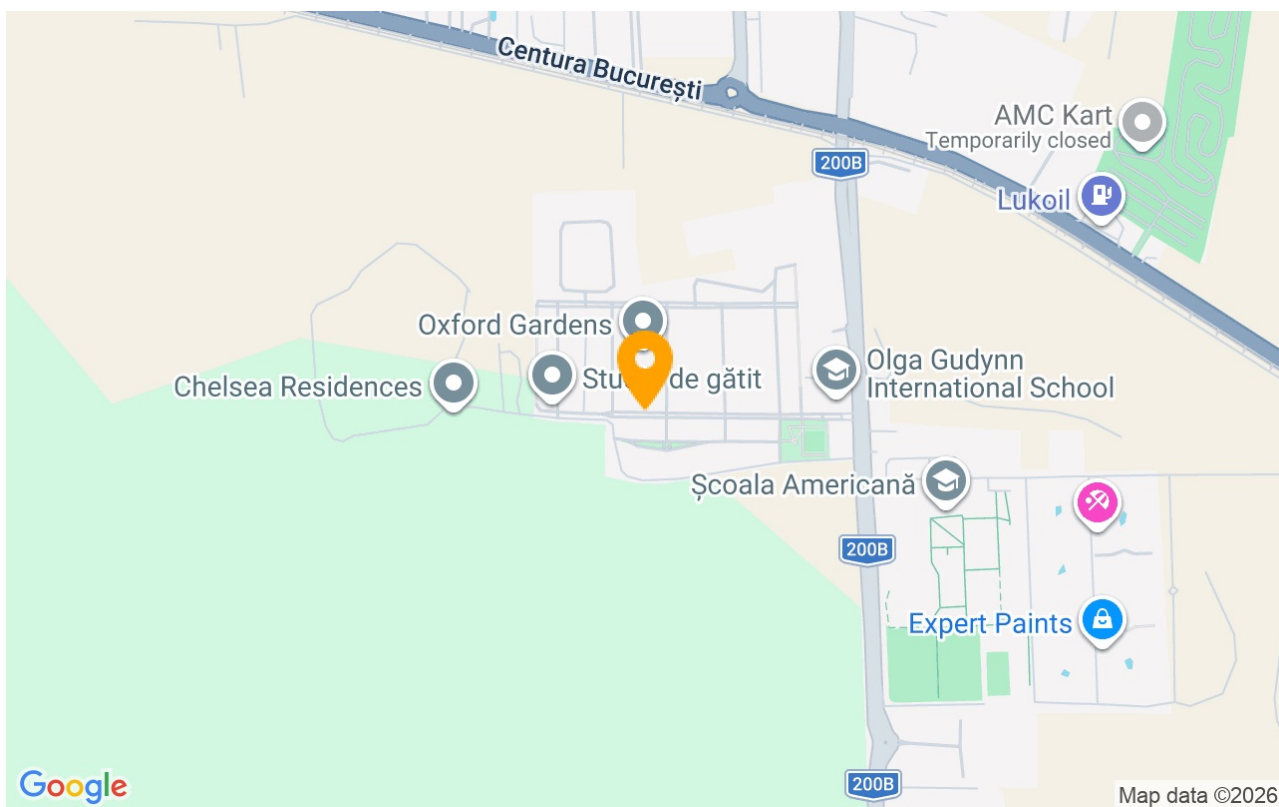 Centura București
AMC Kart
Temporarily closed
200B
Lukoil
Oxford Gardens
Chelsea Residences
de gătit
Olga Gudynn
International School
Școala Americană
200B
Expert Paints
200B
Google
Map data ©2026